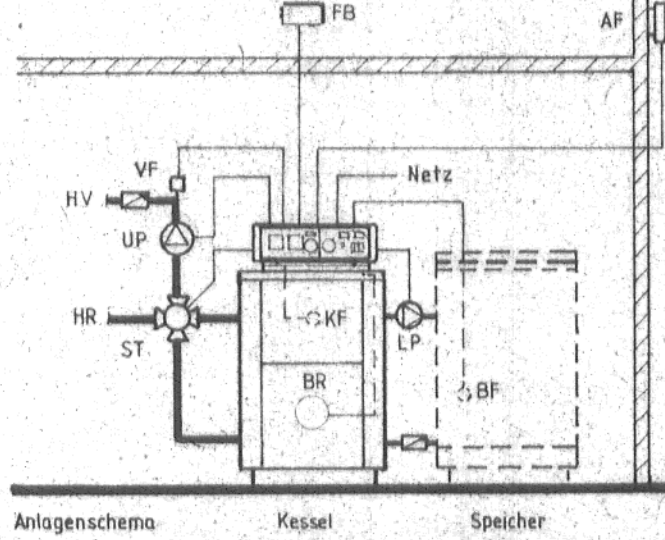 FB
AF
VF
Netz
HV
UP
HR
KF
ST
LP
BR
BF
Anlagenschema
Kessel
Speicher